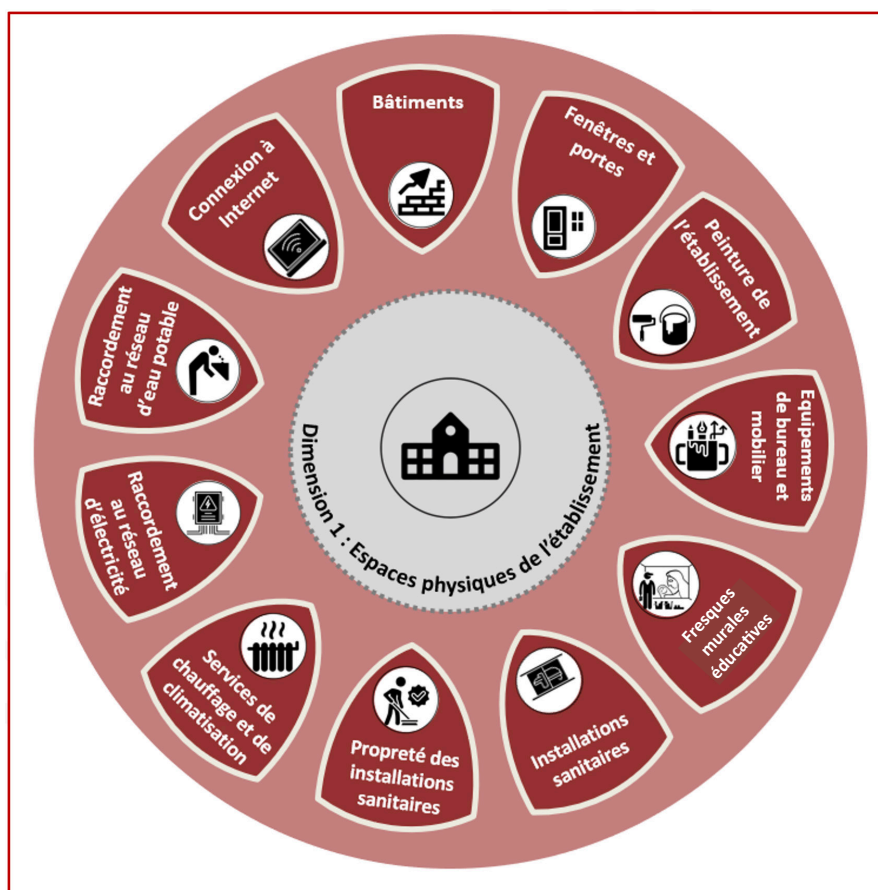 Bâtiments
Fenêtres et
portes
Peinture de
l'établissement
Equipements
de bureau et
mobilier
Fresques
murales
éducatives
Installations
sanitaires
Propreté des
installations
sanitaires
Services de
chauffage et de
climatisation
Raccordement
au réseau
d'électricité
Raccordement
au réseau
d'eau potable
Connexion à
Internet
Dimension 1 : Espaces physiques de l'établissement